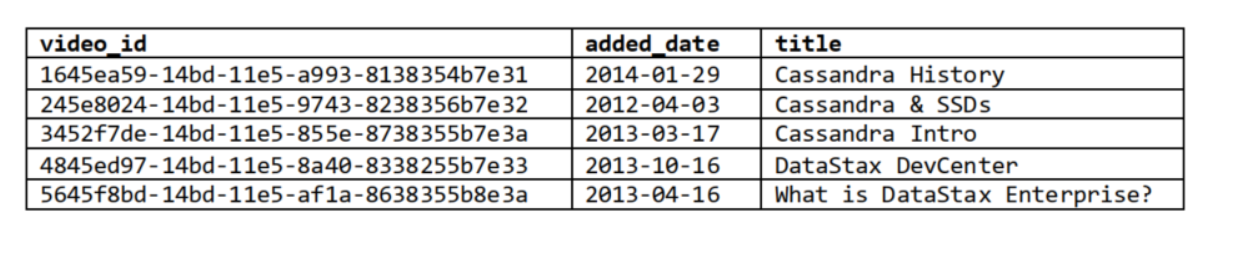 video_id added_date title
1645ea59-14bd-11e5-a993-8138354b7e31 2014-01-29 Cassandra History
245e8024-14bd-11e5-9743-8238356b7e32 2012-04-03 Cassandra & SSDs
3452f7de-14bd-11e5-855e-8738355b7e3a 2013-03-17 Cassandra Intro
4845ed97-14bd-11e5-8a40-8338255b7e33 2013-10-16 DataStax DevCenter
5645f8bd-14bd-11e5-af1a-8638355b8e3a 2013-04-16 What is DataStax Enterprise?